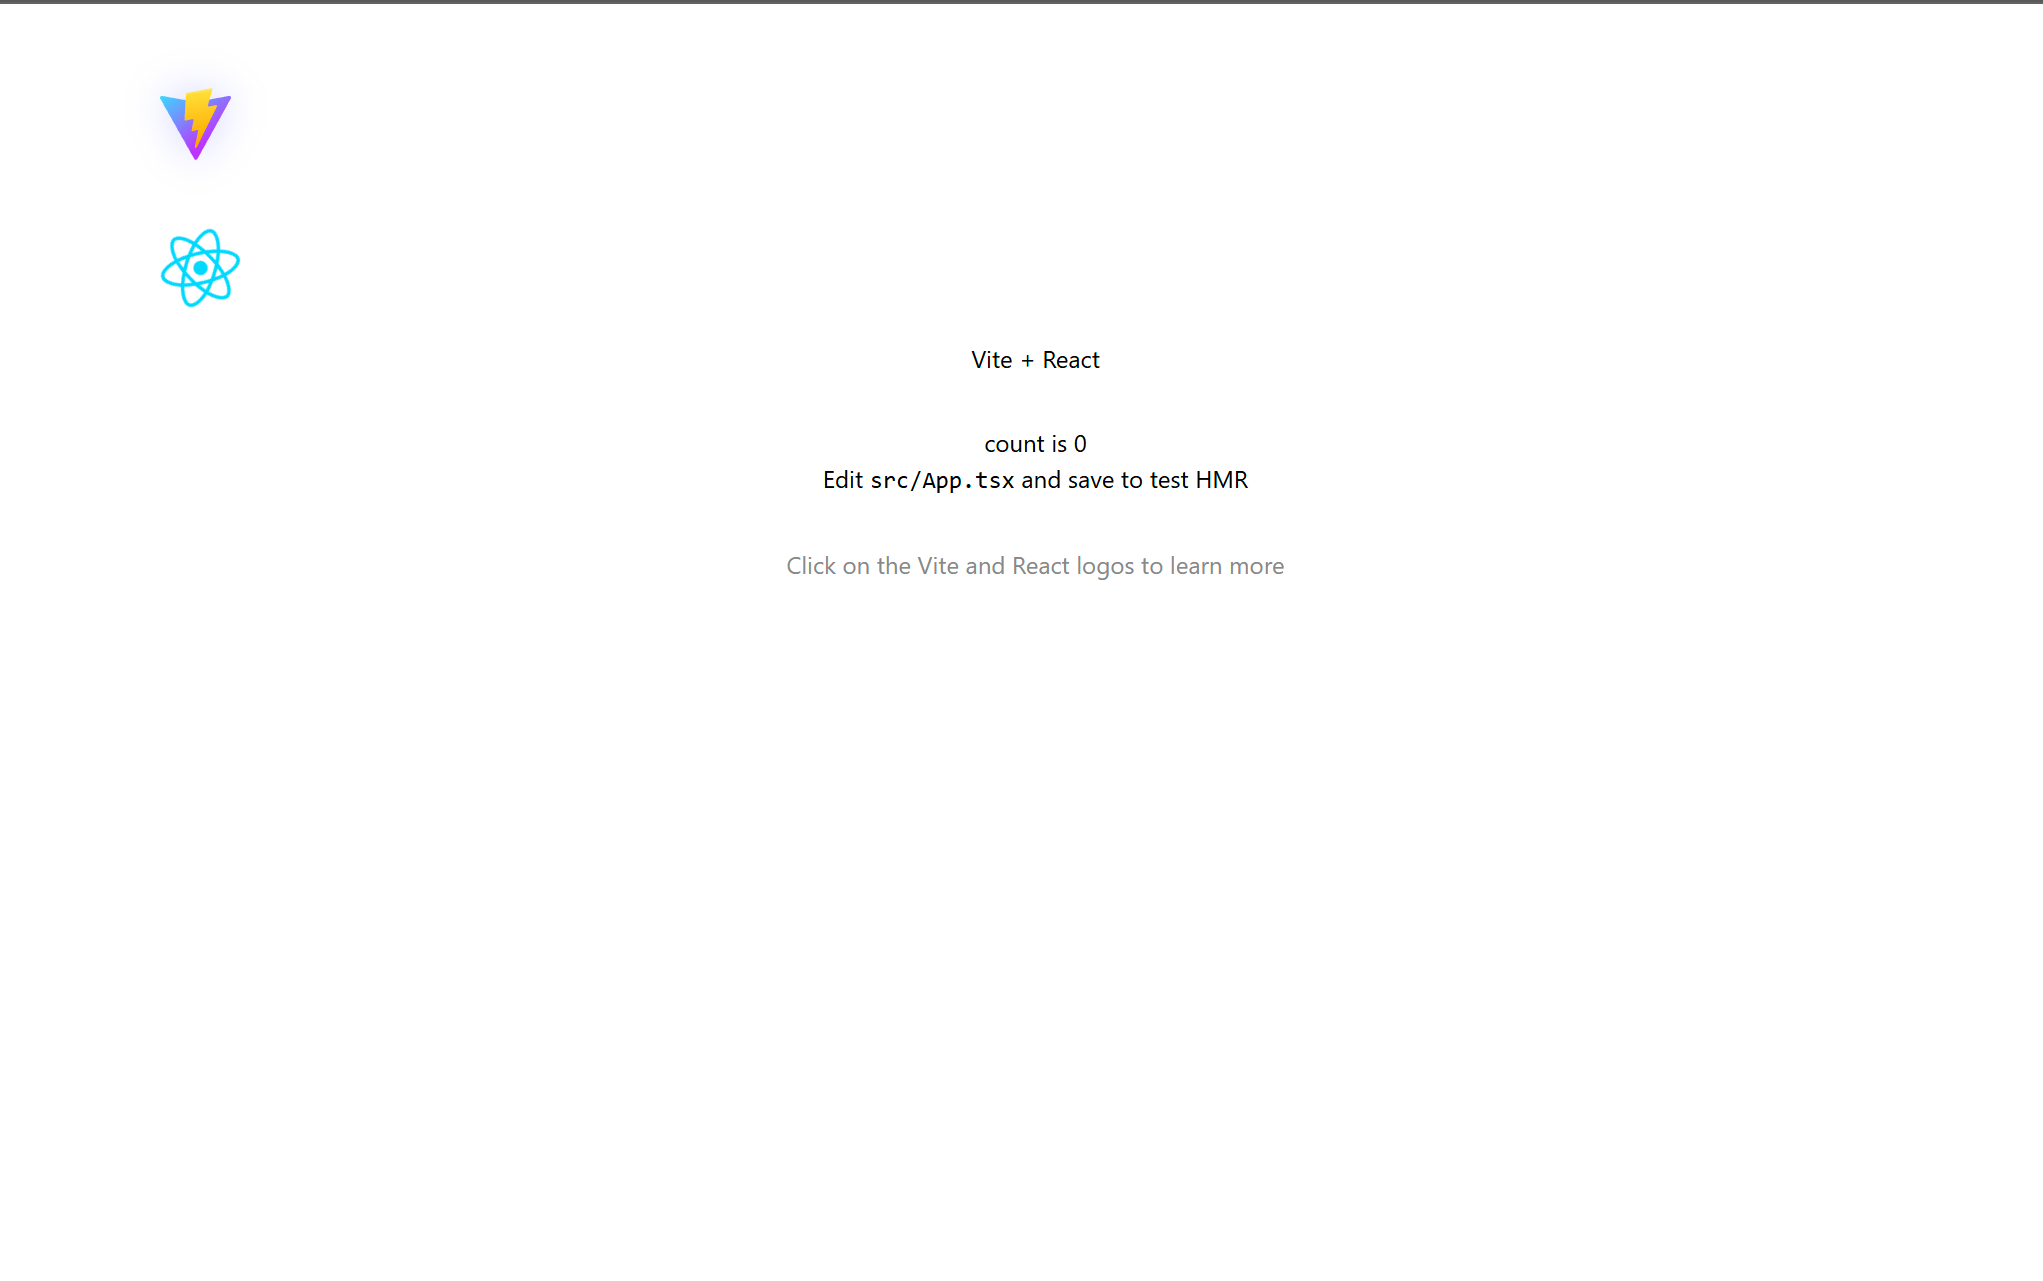 Vite + React
count is 0
Edit src/App.tsx and save to test HMR
Click on the Vite and React logos to learn more